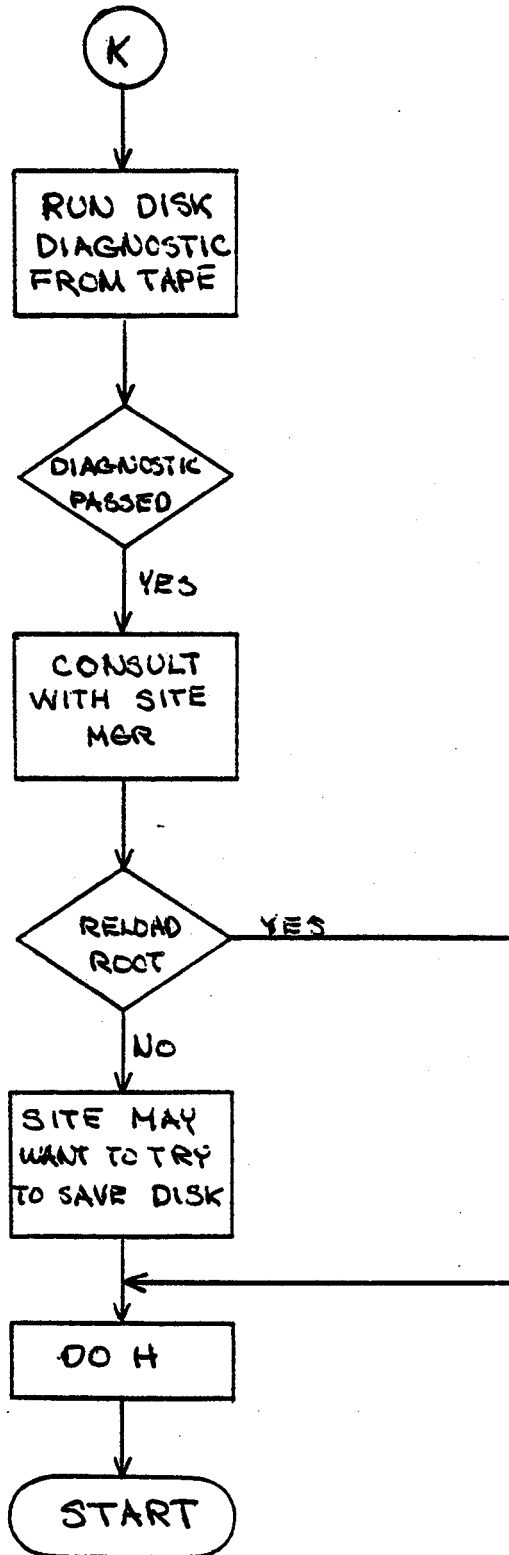 K
RUN DISK
DIAGNOSTIC
FROM TAPE
DIAGNOSTIC
PASSED
YES
CONSULT
WITH SITE
MGR
RELOAD
ROOT
YES
NO
SITE MAY
WANT TO TRY
TO SAVE DISK
DO H
START